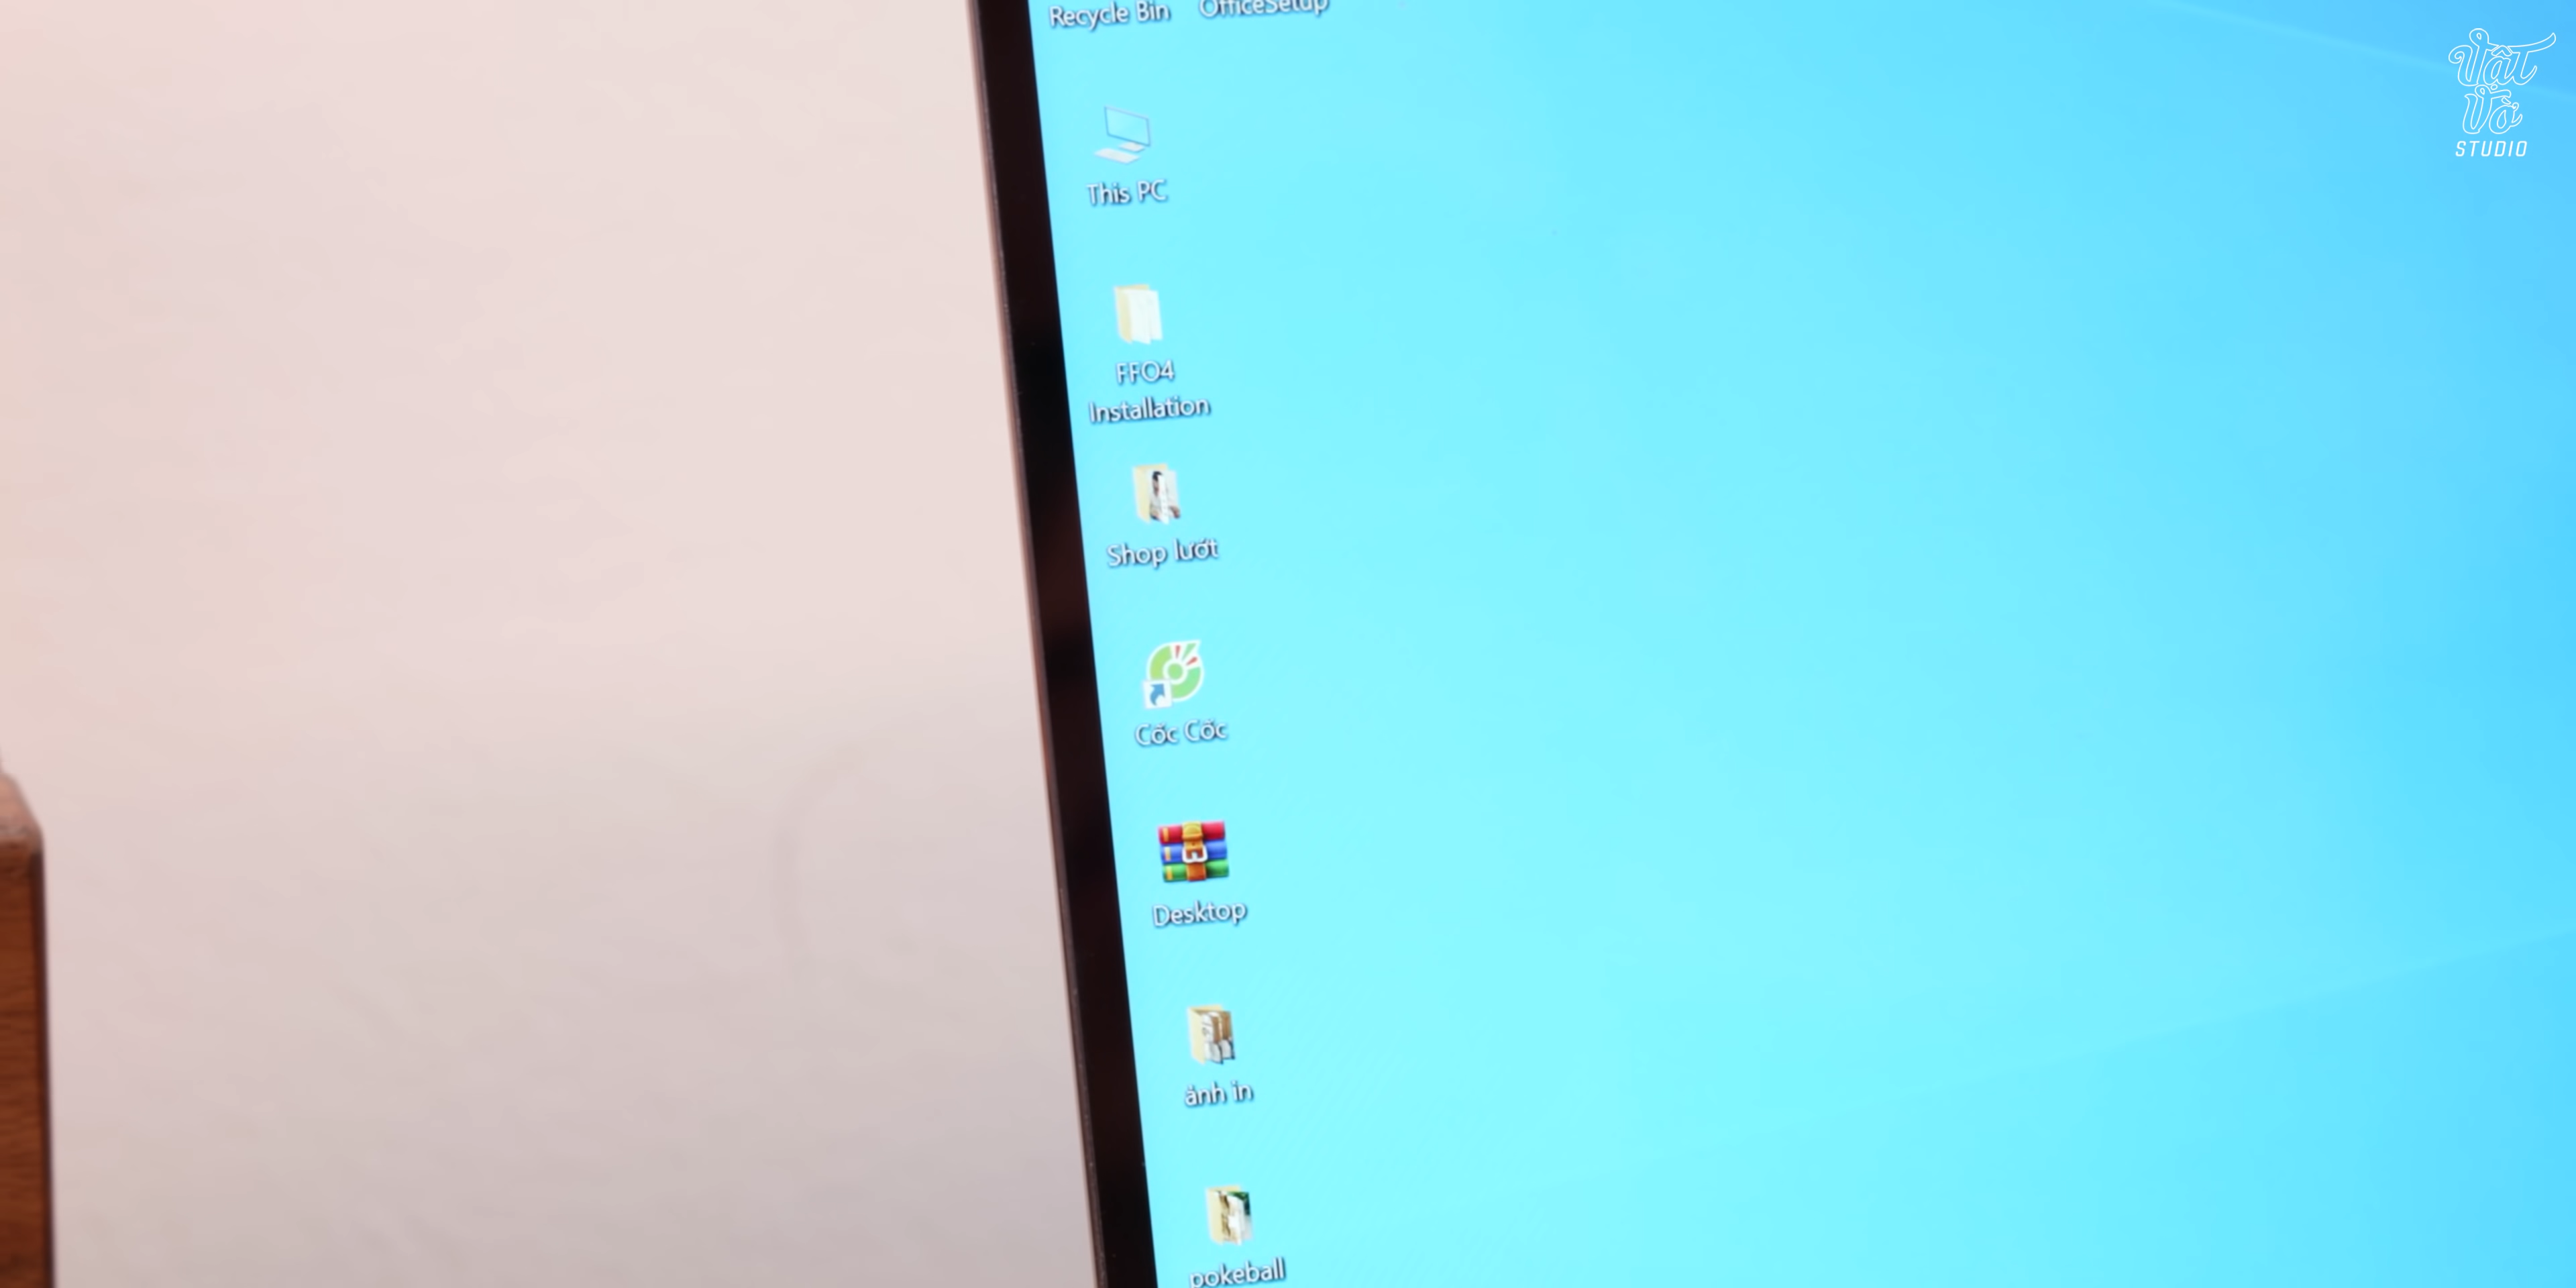 Recycle Bin
OfficeSetup
This PC
FFO4
Installation
Shop lướt
Cốc Cốc
Desktop
ảnh in
pokeball
Vật
Vờ
STUDIO